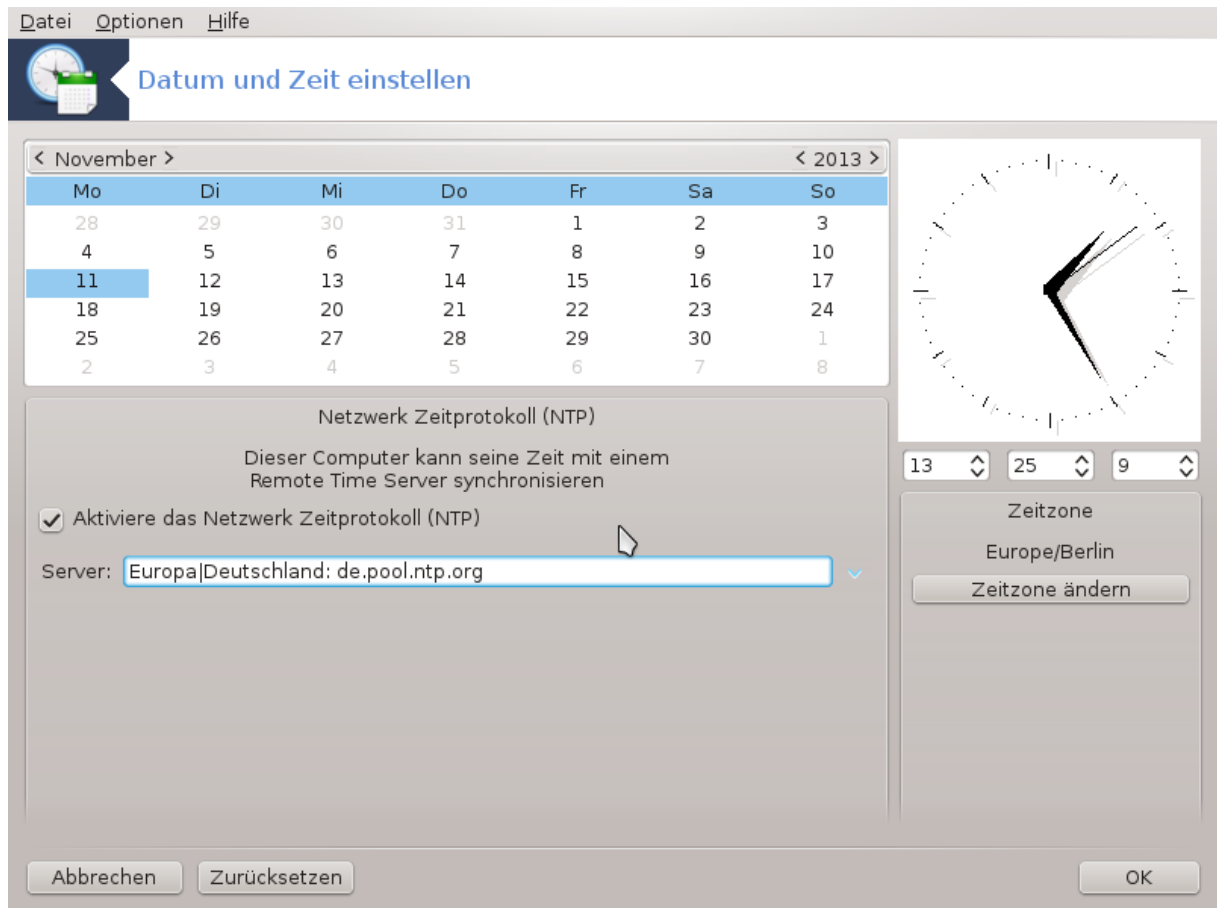 Datei Optionen Hilfe
Datum und Zeit einstellen
< November > < 2013 >
Mo Di Mi Do Fr Sa So
28 29 30 31 1 2 3
4 5 6 7 8 9 10
11 12 13 14 15 16 17
18 19 20 21 22 23 24
25 26 27 28 29 30 1
2 3 4 5 6 7 8
Netzwerk Zeitprotokoll (NTP)
Dieser Computer kann seine Zeit mit einem
Remote Time Server synchronisieren
Aktiviere das Netzwerk Zeitprotokoll (NTP)
Server: Europa|Deutschland: de.pool.ntp.org
13 25 9
Zeitzone
Europe/Berlin
Zeitzone ändern
Abbrechen Zurücksetzen OK